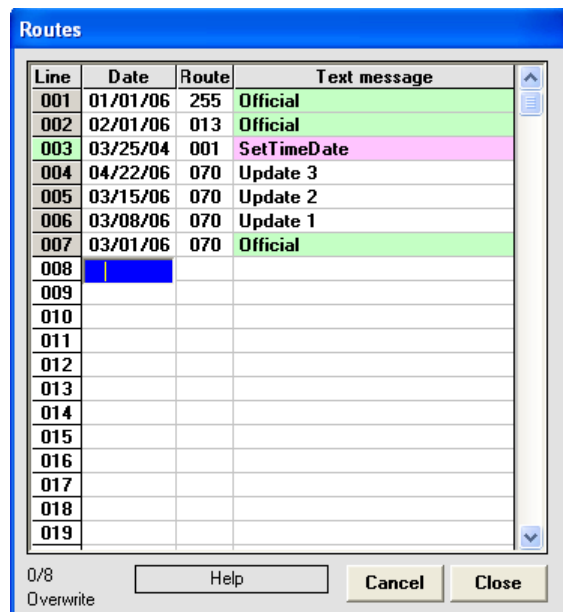 Routes
Line Date Route Text message
001 01/01/06 255 Official
002 02/01/06 013 Official
003 03/25/04 001 SetTimeDate
004 04/22/06 070 Update 3
005 03/15/06 070 Update 2
006 03/08/06 070 Update 1
007 03/01/06 070 Official
008
009
010
011
012
013
014
015
016
017
018
019
0/8 Help Cancel Close
Overwrite